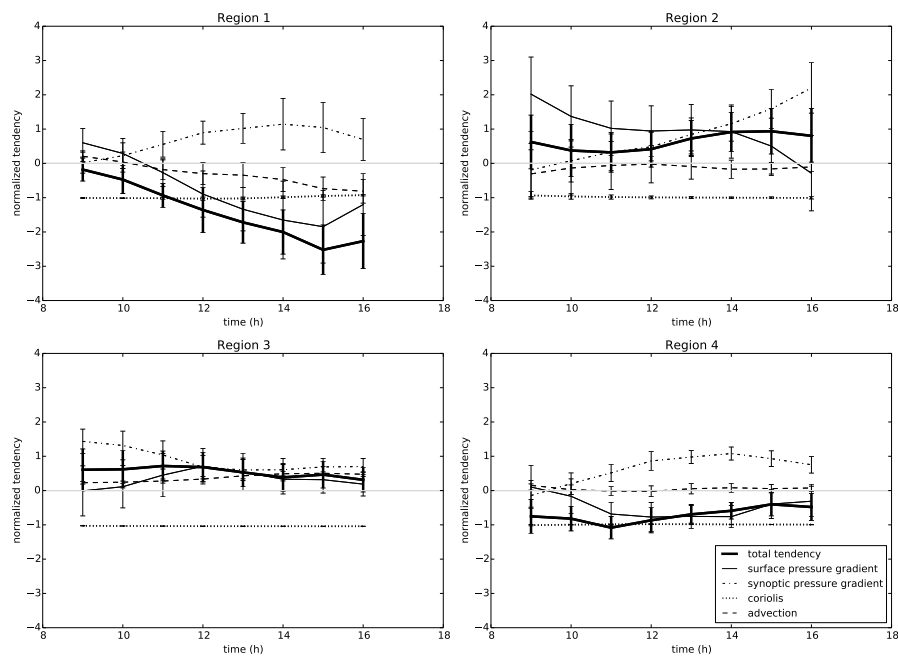 Region 1
normalized tendency
4
3
2
1
0
−1
−2
−3
−4
8 10 12 14 16 18
time (h)
Region 2
normalized tendency
4
3
2
1
0
−1
−2
−3
−4
8 10 12 14 16 18
time (h)
Region 3
normalized tendency
4
3
2
1
0
−1
−2
−3
−4
8 10 12 14 16 18
time (h)
Region 4
normalized tendency
4
3
2
1
0
−1
−2
−3
−4
8 10 12 14 16 18
time (h)
total tendency
surface pressure gradient
synoptic pressure gradient
coriolis
advection